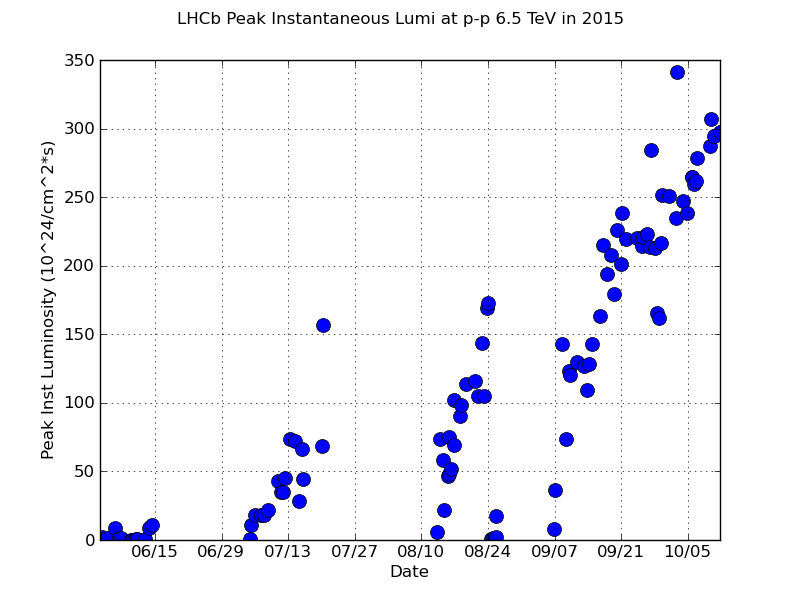 LHCb Peak Instantaneous Lumi at p-p 6.5 TeV in 2015
Peak Inst Luminosity (10^24/cm^2*s)
350
300
250
200
150
100
50
0
06/15 06/29 07/13 07/27 08/10 08/24 09/07 09/21 10/05
Date